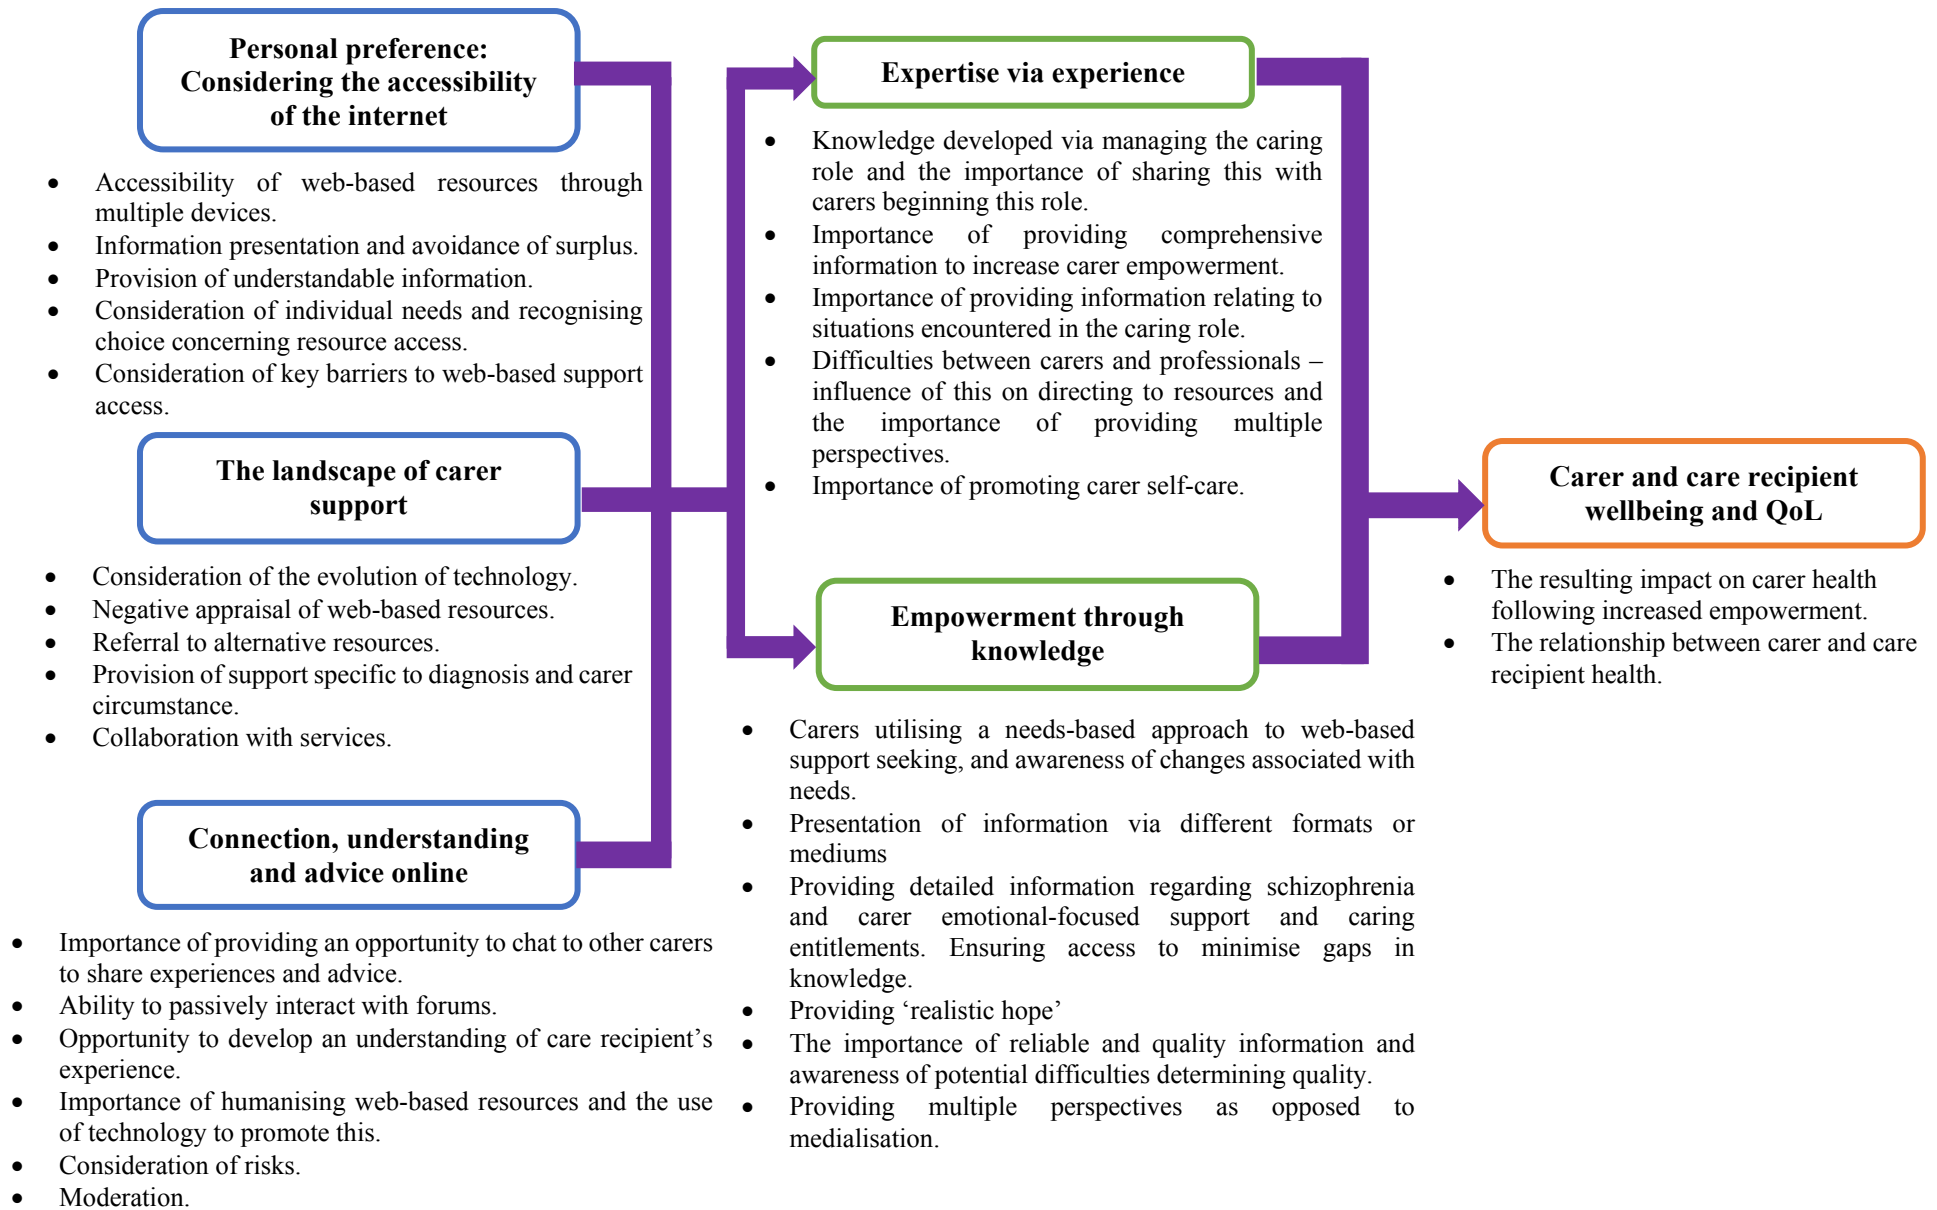 Personal preference:
Considering the accessibility
of the internet
• Accessibility of web-based resources through
multiple devices.
• Information presentation and avoidance of surplus.
• Provision of understandable information.
• Consideration of individual needs and recognising
choice concerning resource access.
• Consideration of key barriers to web-based support
access.
The landscape of carer
support
• Consideration of the evolution of technology.
• Negative appraisal of web-based resources.
• Referral to alternative resources.
• Provision of support specific to diagnosis and carer
circumstance.
• Collaboration with services.
Connection, understanding
and advice online
• Importance of providing an opportunity to chat to other carers
to share experiences and advice.
• Ability to passively interact with forums.
• Opportunity to develop an understanding of care recipient’s
experience.
• Importance of humanising web-based resources and the use
of technology to promote this.
• Consideration of risks.
• Moderation.
Expertise via experience
• Knowledge developed via managing the caring
role and the importance of sharing this with
carers beginning this role.
• Importance of providing comprehensive
information to increase carer empowerment.
• Importance of providing information relating to
situations encountered in the caring role.
• Difficulties between carers and professionals –
influence of this on directing to resources and
the importance of providing multiple
perspectives.
• Importance of promoting carer self-care.
Empowerment through
knowledge
• Carers utilising a needs-based approach to web-based
support seeking, and awareness of changes associated with
needs.
• Presentation of information via different formats or
mediums
• Providing detailed information regarding schizophrenia
and carer emotional-focused support and caring
entitlements. Ensuring access to minimise gaps in
knowledge.
• Providing ‘realistic hope’
• The importance of reliable and quality information and
awareness of potential difficulties determining quality.
• Providing multiple perspectives as opposed to
medialisation.
Carer and care recipient
wellbeing and QoL
• The resulting impact on carer health
following increased empowerment.
• The relationship between carer and care
recipient health.